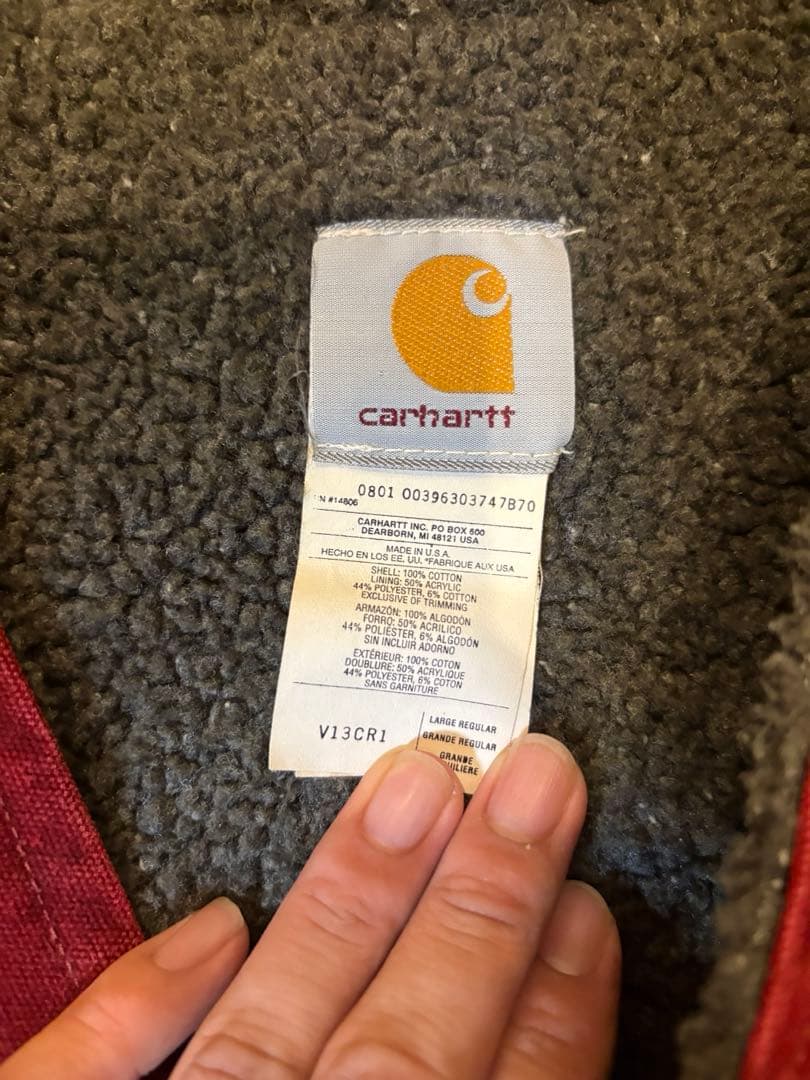 carhartt
0801 00396303747B70
#14806
CARHARTT INC. PO BOX 600
DEARBORN, MI 48121 USA
MADE IN U.S.A.
HECHO EN LOS EE. UU. *FABRIQUE AUX USA
SHELL: 100% COTTON
LINING: 50% ACRYLIC
44% POLYESTER, 6% COTTON
EXCLUSIVE OF TRIMMING
ARMAZÓN: 100% ALGODÓN
FORRO: 50% ACRÍLICO
44% POLIÉSTER, 6% ALGODÓN
SIN INCLUIR ADORNO
EXTÉRIEUR: 100% COTON
DOUBLURE: 50% ACRYLIQUE
44% POLYESTER, 6% COTON
SANS GARNITURE
V13CR1
LARGE REGULAR
GRANDE REGULAR
GRANDE